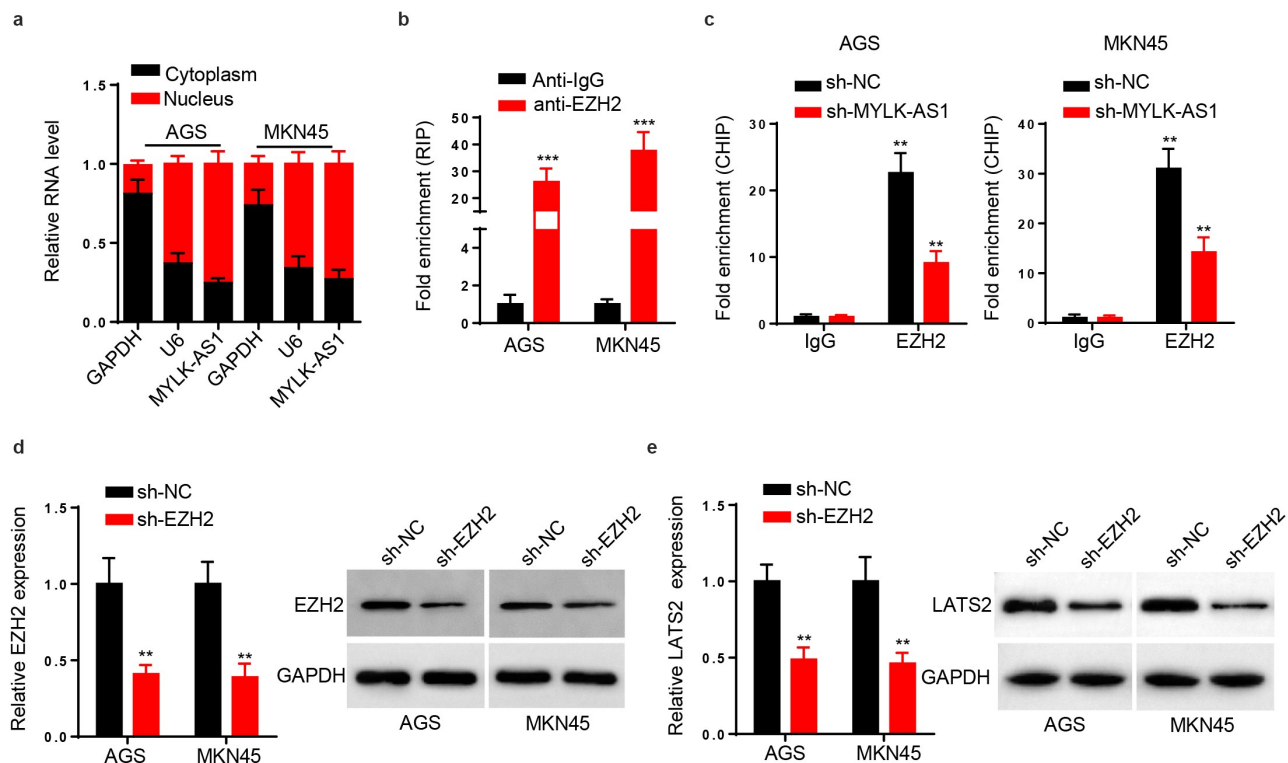 a
Cytoplasm
Nucleus
Relative RNA level
1.5
1.0
0.5
0.0
AGS
MKN45
GAPDH
U6
MYLK-AS1
GAPDH
U6
MYLK-AS1
b
Anti-IgG
anti-EZH2
Fold enrichment (RIP)
50
40
30
20
4
2
0
***
***
AGS
MKN45
c
AGS
sh-NC
sh-MYLK-AS1
Fold enrichment (CHIP)
30
20
10
0
**
**
IgG
EZH2
MKN45
sh-NC
sh-MYLK-AS1
Fold enrichment (CHIP)
40
30
20
10
0
**
**
IgG
EZH2
d
sh-NC
sh-EZH2
Relative EZH2 expression
1.5
1.0
0.5
0.0
**
**
AGS
MKN45
sh-NC
sh-EZH2
sh-NC
sh-EZH2
EZH2
GAPDH
AGS
MKN45
e
sh-NC
sh-EZH2
Relative LATS2 expression
1.5
1.0
0.5
0.0
**
**
AGS
MKN45
sh-NC
sh-EZH2
sh-NC
sh-EZH2
LATS2
GAPDH
AGS
MKN45